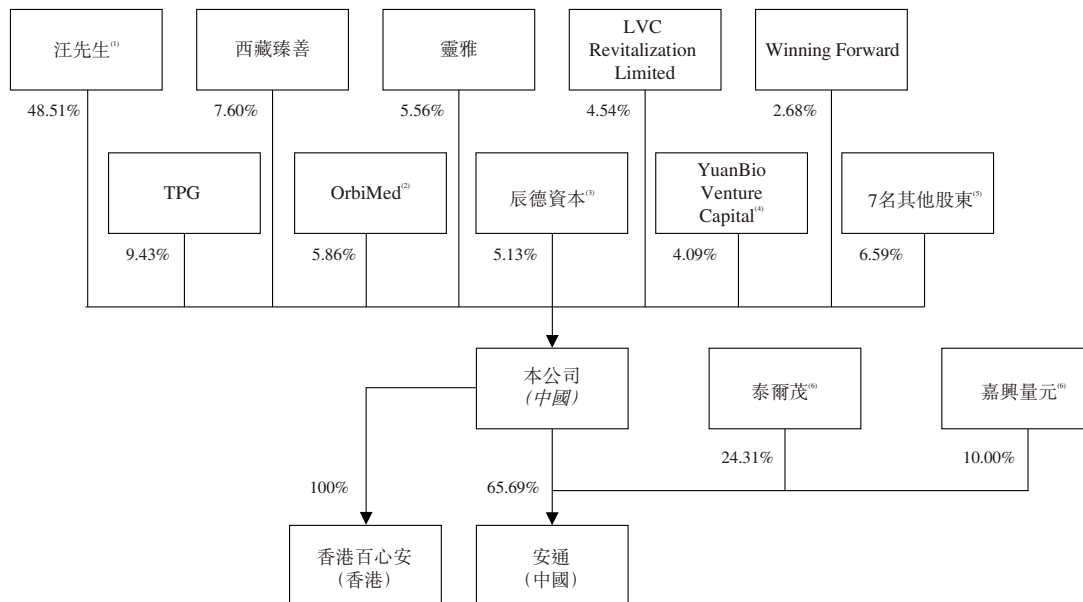 汪先生(1)
西藏臻善
靈雅
LVC
Revitalization
Limited
Winning Forward
48.51%
7.60%
5.56%
4.54%
2.68%
TPG
OrbiMed(2)
辰德資本(3)
YuanBio
Venture
Capital(4)
7名其他股東(5)
9.43%
5.86%
5.13%
4.09%
6.59%
本公司
(中國)
泰爾茂(6)
嘉興量元(6)
24.31%
10.00%
100%
65.69%
香港百心安
(香港)
安通
(中國)